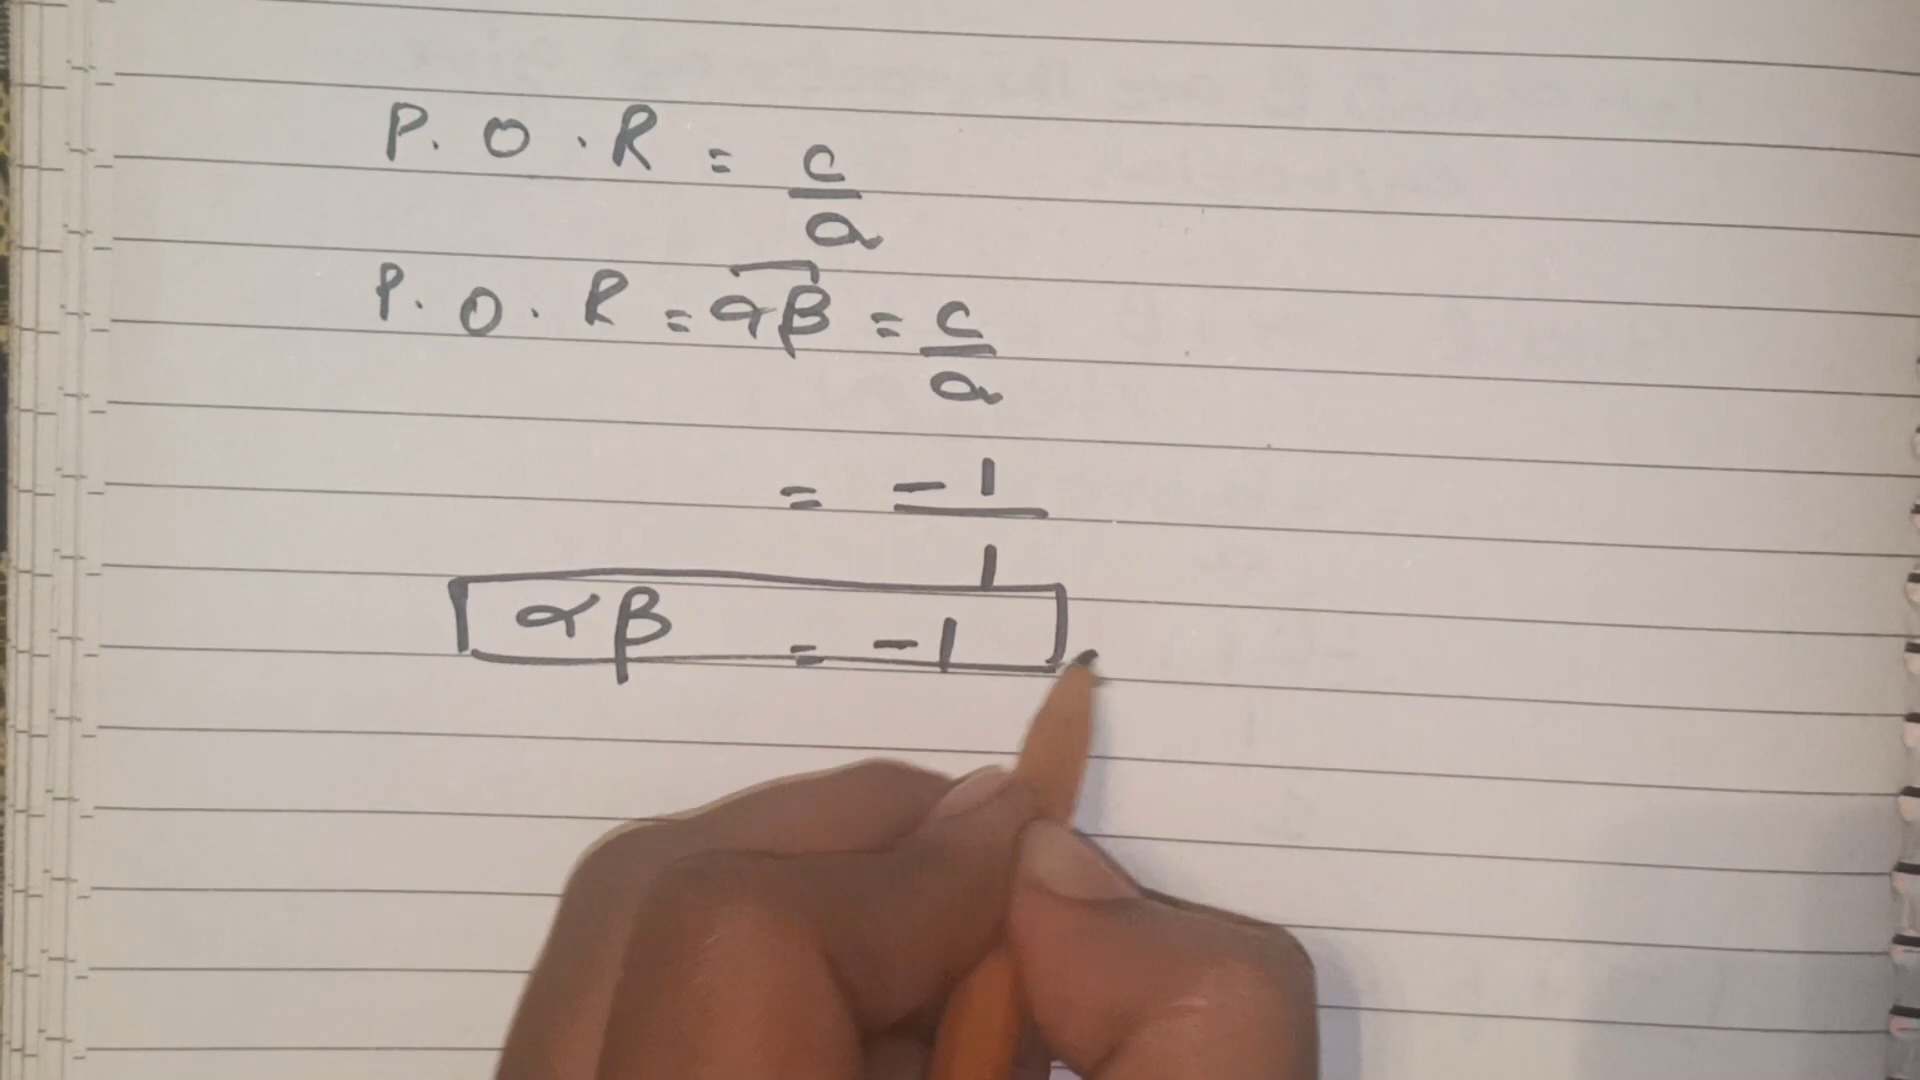 P. O. R = c/a
P. O. R = αβ = c/a
= -1/1
αβ = -1